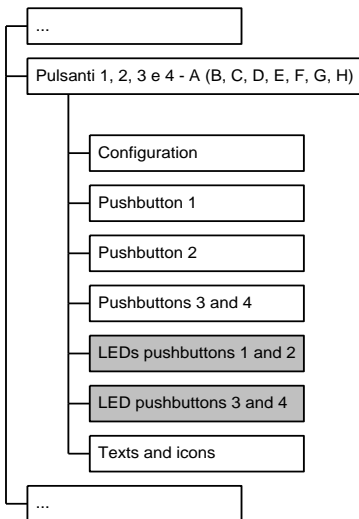 ...
Pulsanti 1, 2, 3 e 4 - A (B, C, D, E, F, G, H)
Configuration
Pushbutton 1
Pushbutton 2
Pushbuttons 3 and 4
LEDs pushbuttons 1 and 2
LED pushbuttons 3 and 4
Texts and icons
...